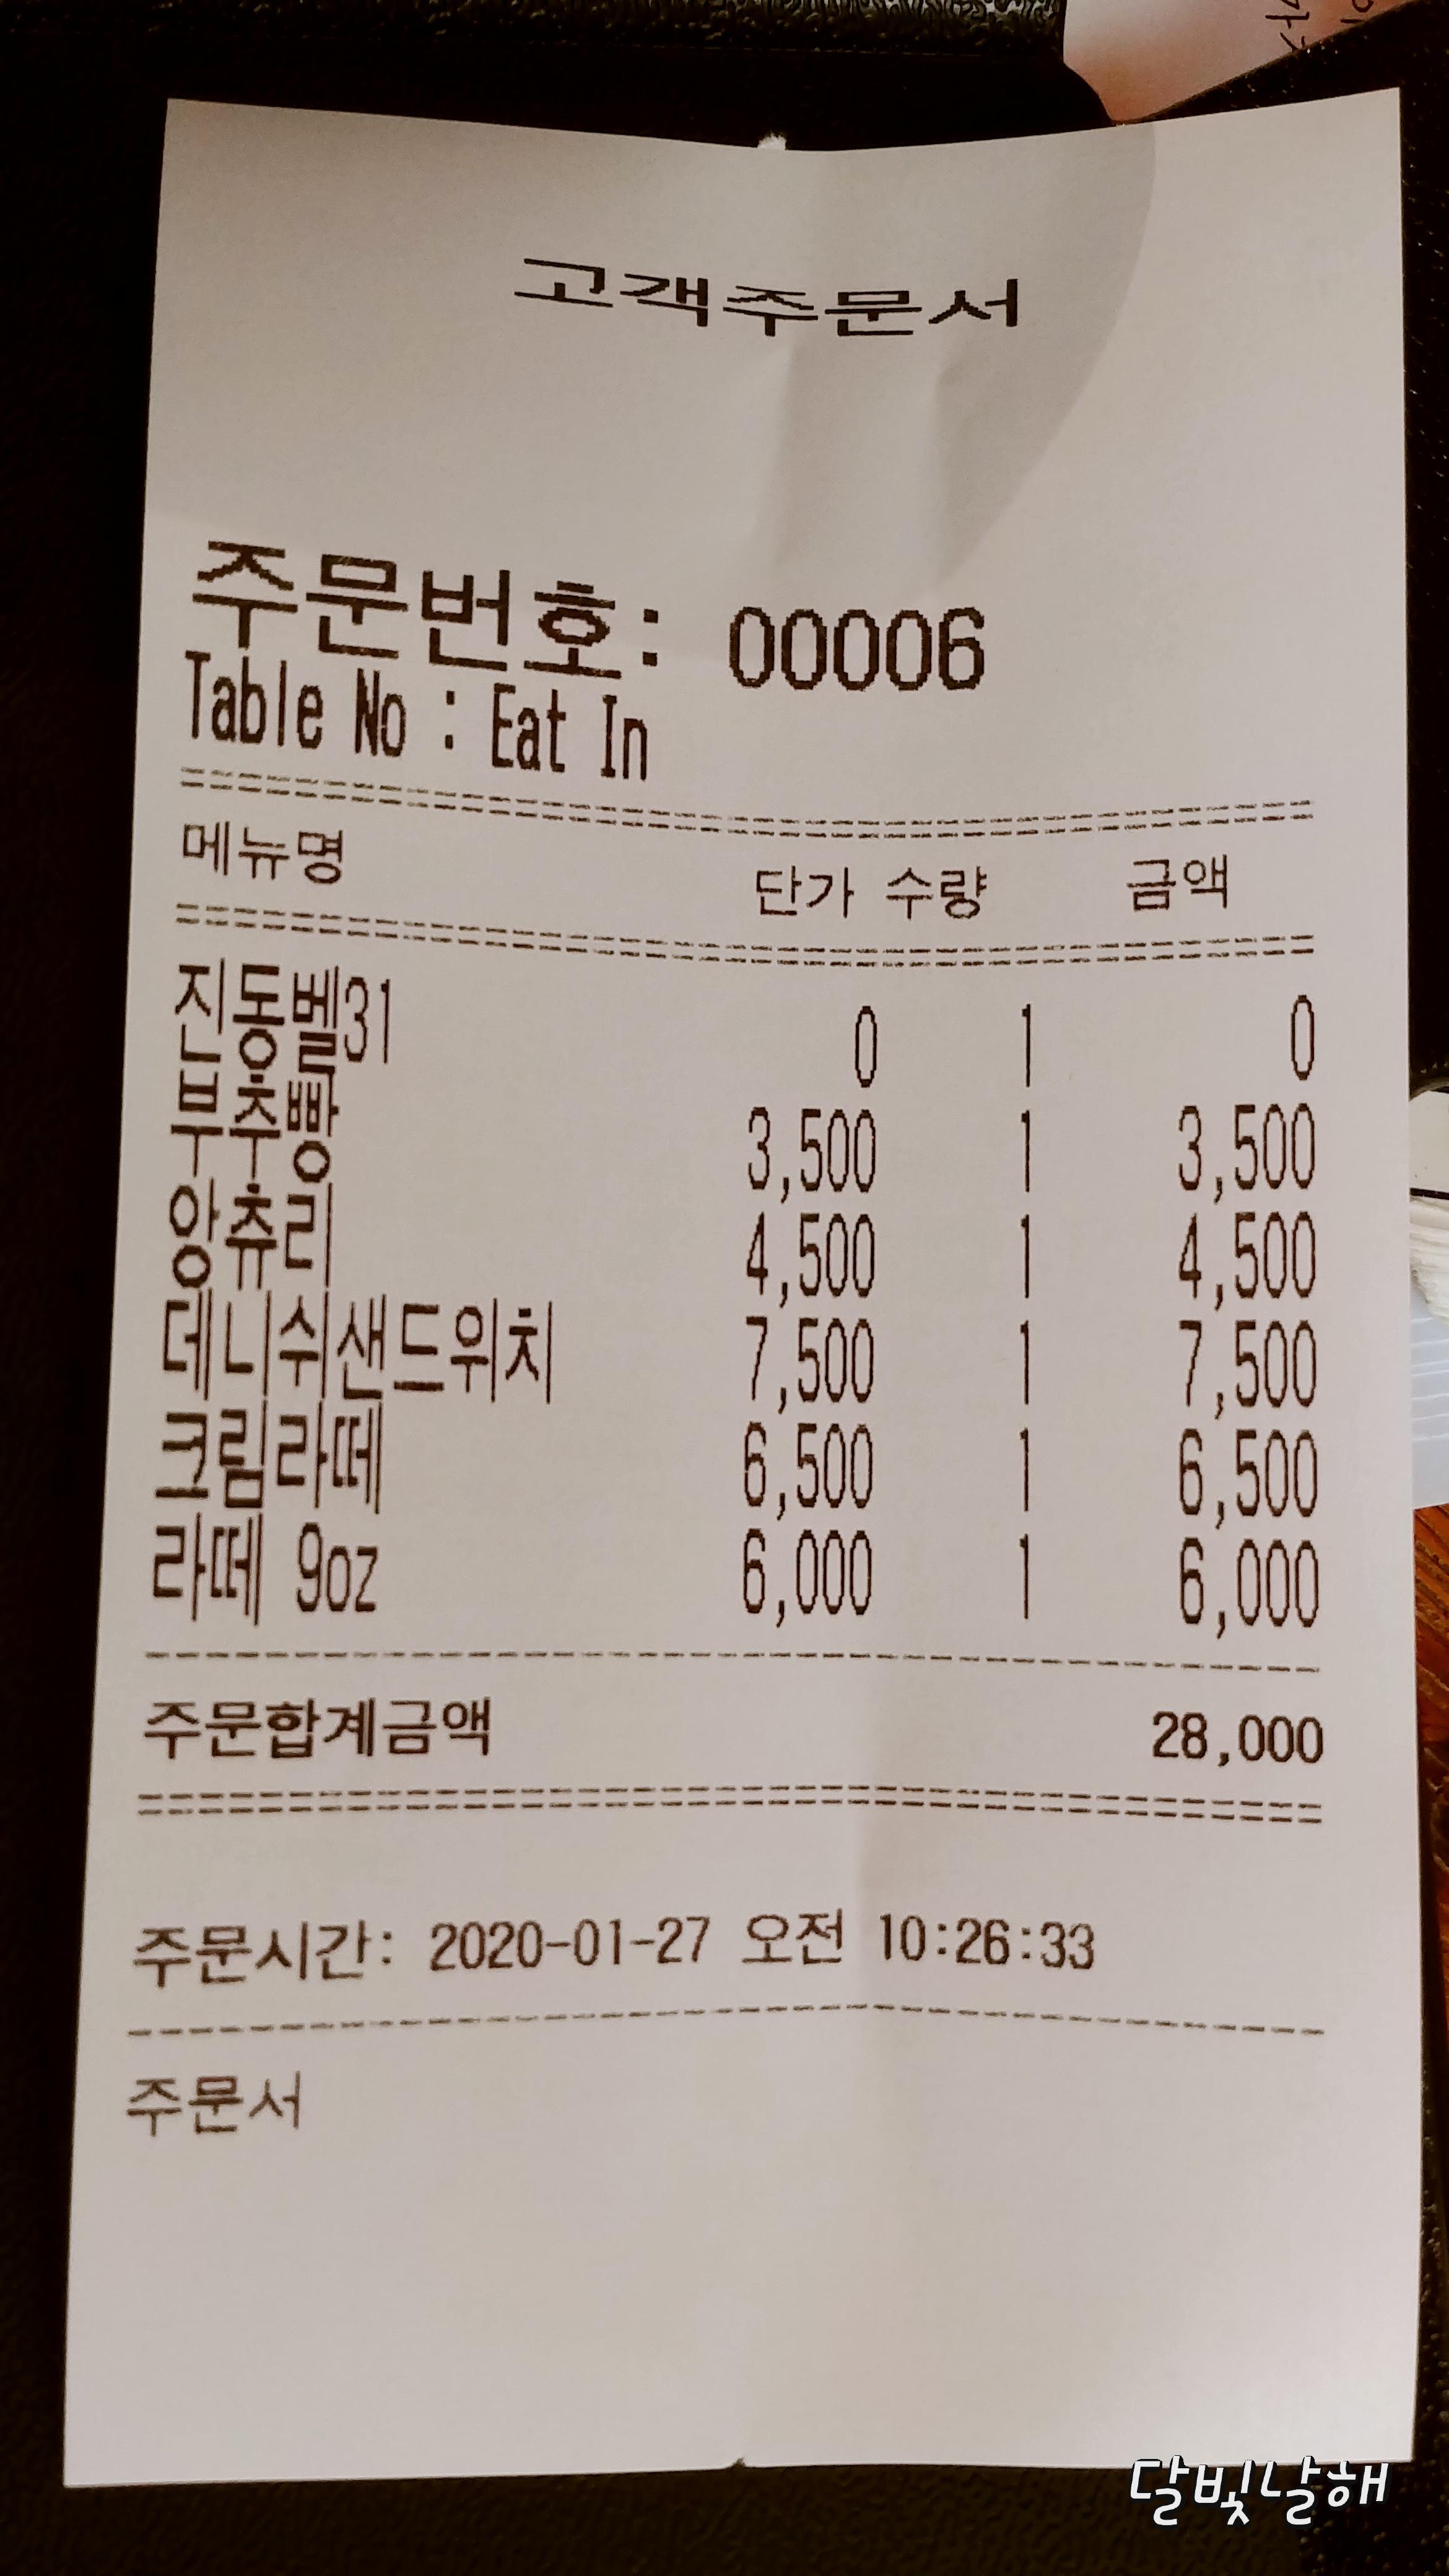 고객주문서
주문번호: 00006
Table No : Eat In
메뉴명 단가 수량 금액
진동벨31 0 1 0
부추빵 3,500 1 3,500
앙츄리 4,500 1 4,500
데니쉬샌드위치 7,500 1 7,500
크림라떼 6,500 1 6,500
라떼 9oz 6,000 1 6,000
주문합계금액 28,000
주문시간: 2020-01-27 오전 10:26:33
주문서
달빛날해